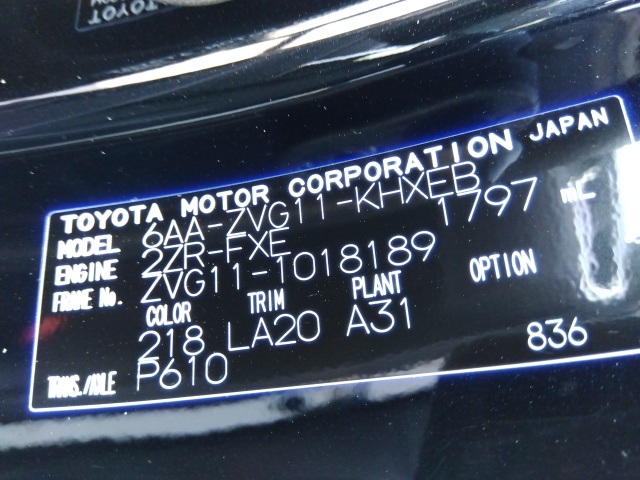 TOYOTA MOTOR CORPORATION JAPAN
MODEL 6AA-ZVG11-KHXEB
ENGINE 2ZR-FXE 1797 mL
FRAME No. ZVG11-1018189
COLOR TRIM PLANT OPTION
218 LA20 A31
TRANS./AXLE P610 836